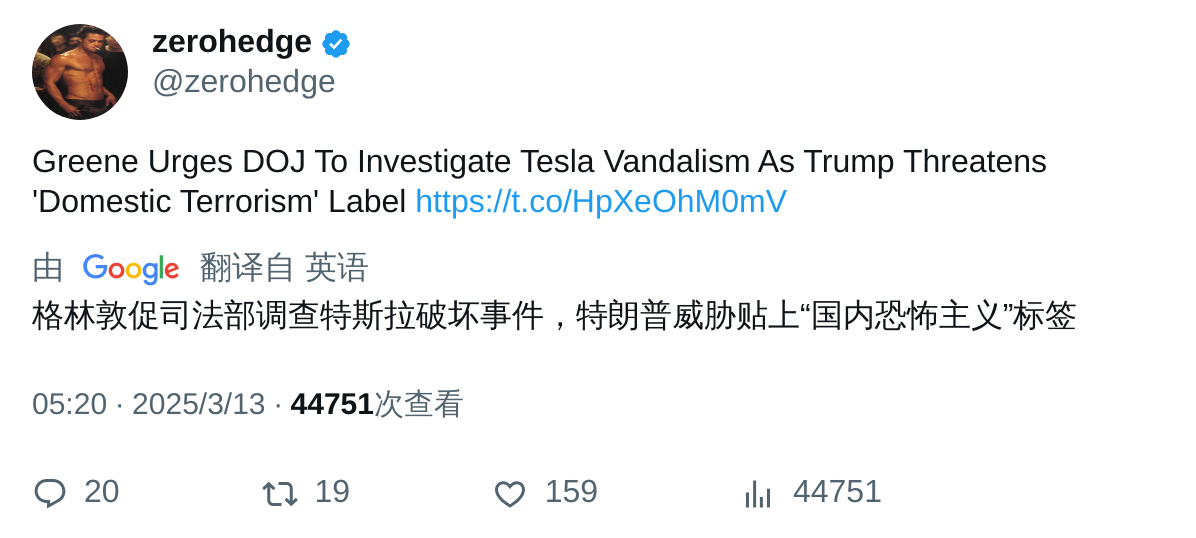 zerohedge
@zerohedge
Greene Urges DOJ To Investigate Tesla Vandalism As Trump Threatens
'Domestic Terrorism' Label https://t.co/HpXeOhM0mV
由 Google 翻译自 英语
格林敦促司法部调查特斯拉破坏事件，特朗普威胁贴上“国内恐怖主义”标签
05:20 · 2025/3/13 · 44751次查看
20 19 159 44751